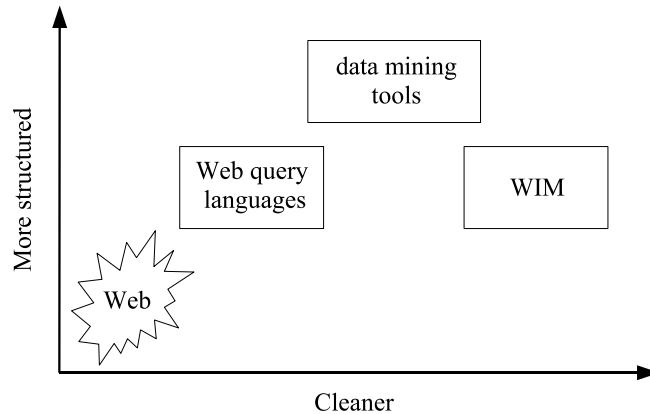 data mining
tools
More structured
Web query
languages
WIM
Web
Cleaner